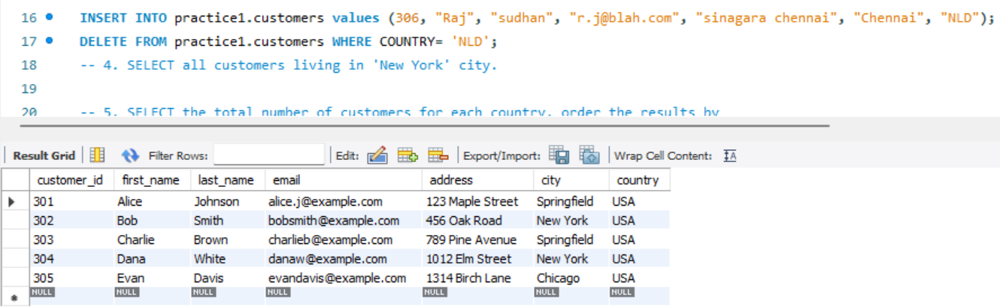 16 INSERT INTO practice1.customers values (306, "Raj", "sudhan", "r.j@blah.com", "sinagara chennai", "Chennai", "NLD");
17 DELETE FROM practice1.customers WHERE COUNTRY= 'NLD';
18 -- 4. SELECT all customers living in 'New York' city.
19
20 -- 5. SELECT the total number of customers for each country, order the results by
Result Grid Filter Rows: Edit: Export/Import: Wrap Cell Content: IA
customer_id first_name last_name email address city country
301 Alice Johnson alice.j@example.com 123 Maple Street Springfield USA
302 Bob Smith bobsmith@example.com 456 Oak Road New York USA
303 Charlie Brown charlieb@example.com 789 Pine Avenue Springfield USA
304 Dana White danaw@example.com 1012 Elm Street New York USA
305 Evan Davis evandavis@example.com 1314 Birch Lane Chicago USA
NULL NULL NULL NULL NULL NULL NULL